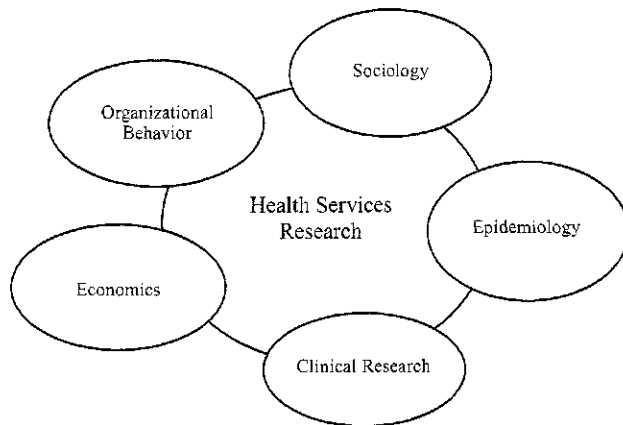 Sociology
Organizational
Behavior
Health Services
Research
Epidemiology
Economics
Clinical Research